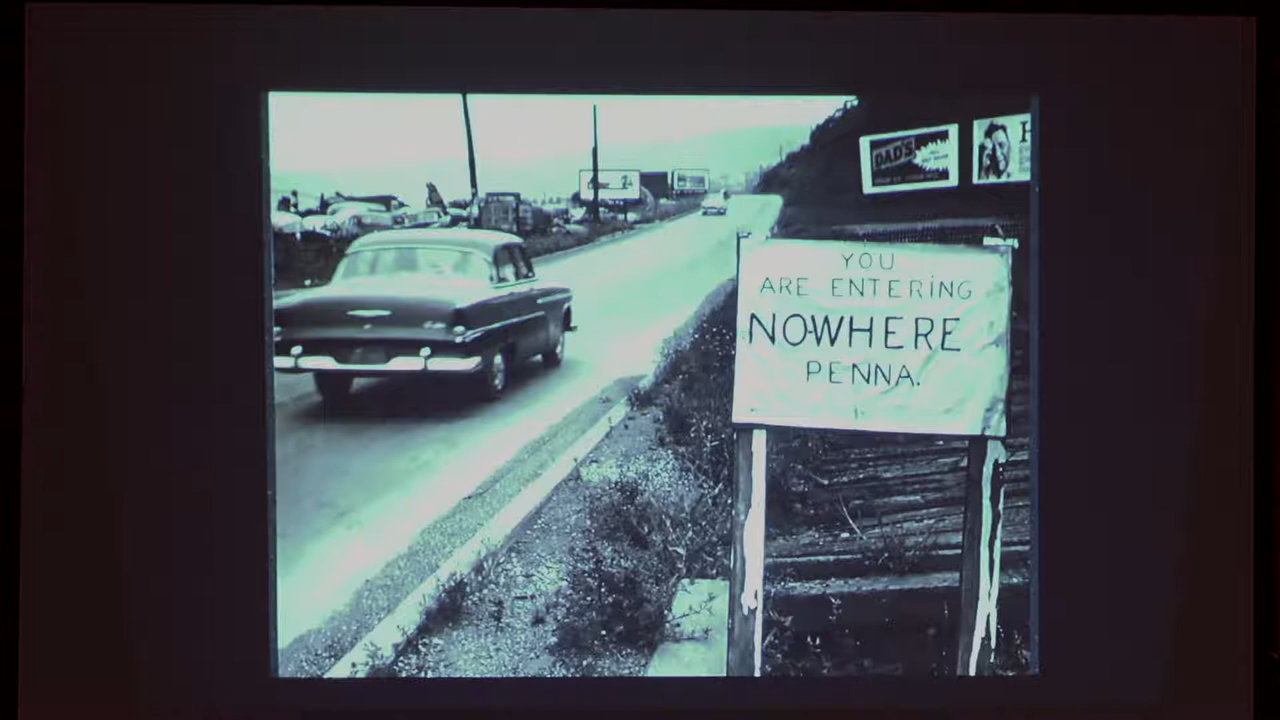 DAD'S
H
YOU
ARE ENTERiNG
NOWHERE
PENNA.